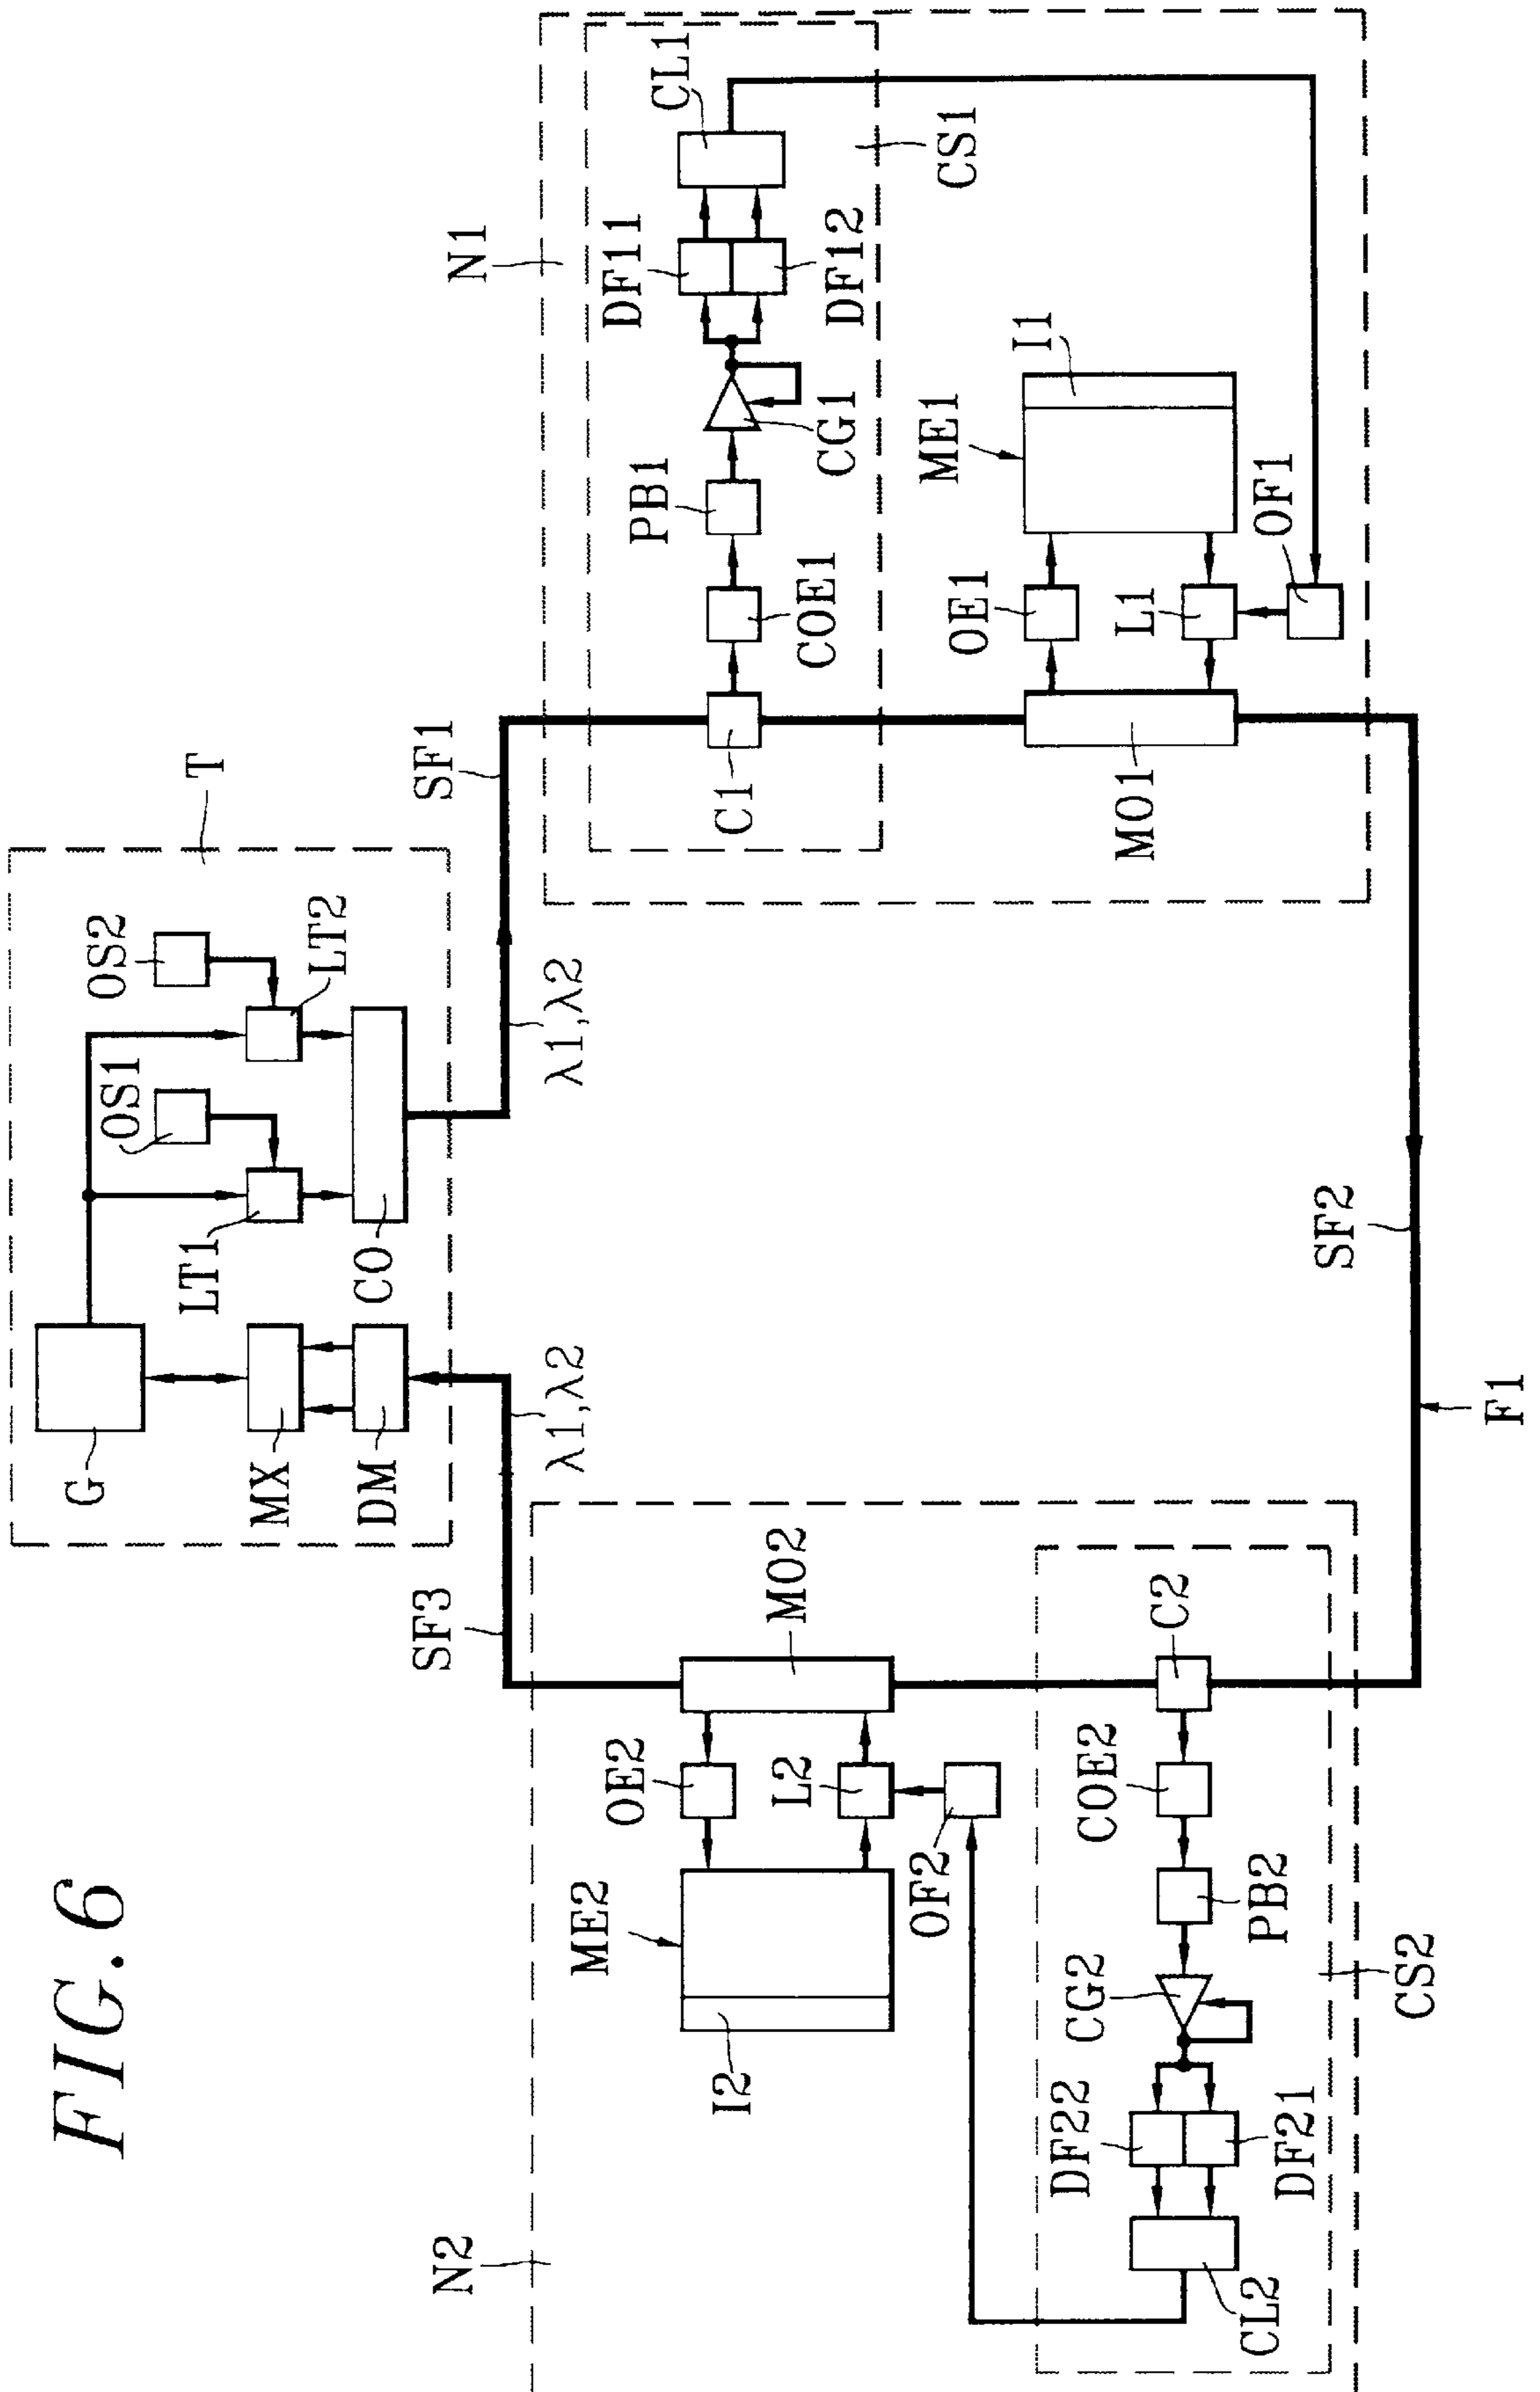 FIG.6
T
G
MX
DM
LT1
CO
OS1
OS2
LT2
λ1,λ2
λ1,λ2
SF1
SF3
N1
CL1
DF11
DF12
CS1
PB1
CG1
COE1
C1
ME1
I1
OE1
L1
OF1
MO1
SF2
F1
N2
MO2
OE2
L2
ME2
OF2
I2
C2
COE2
PB2
CG2
CS2
DF22
DF21
CL2